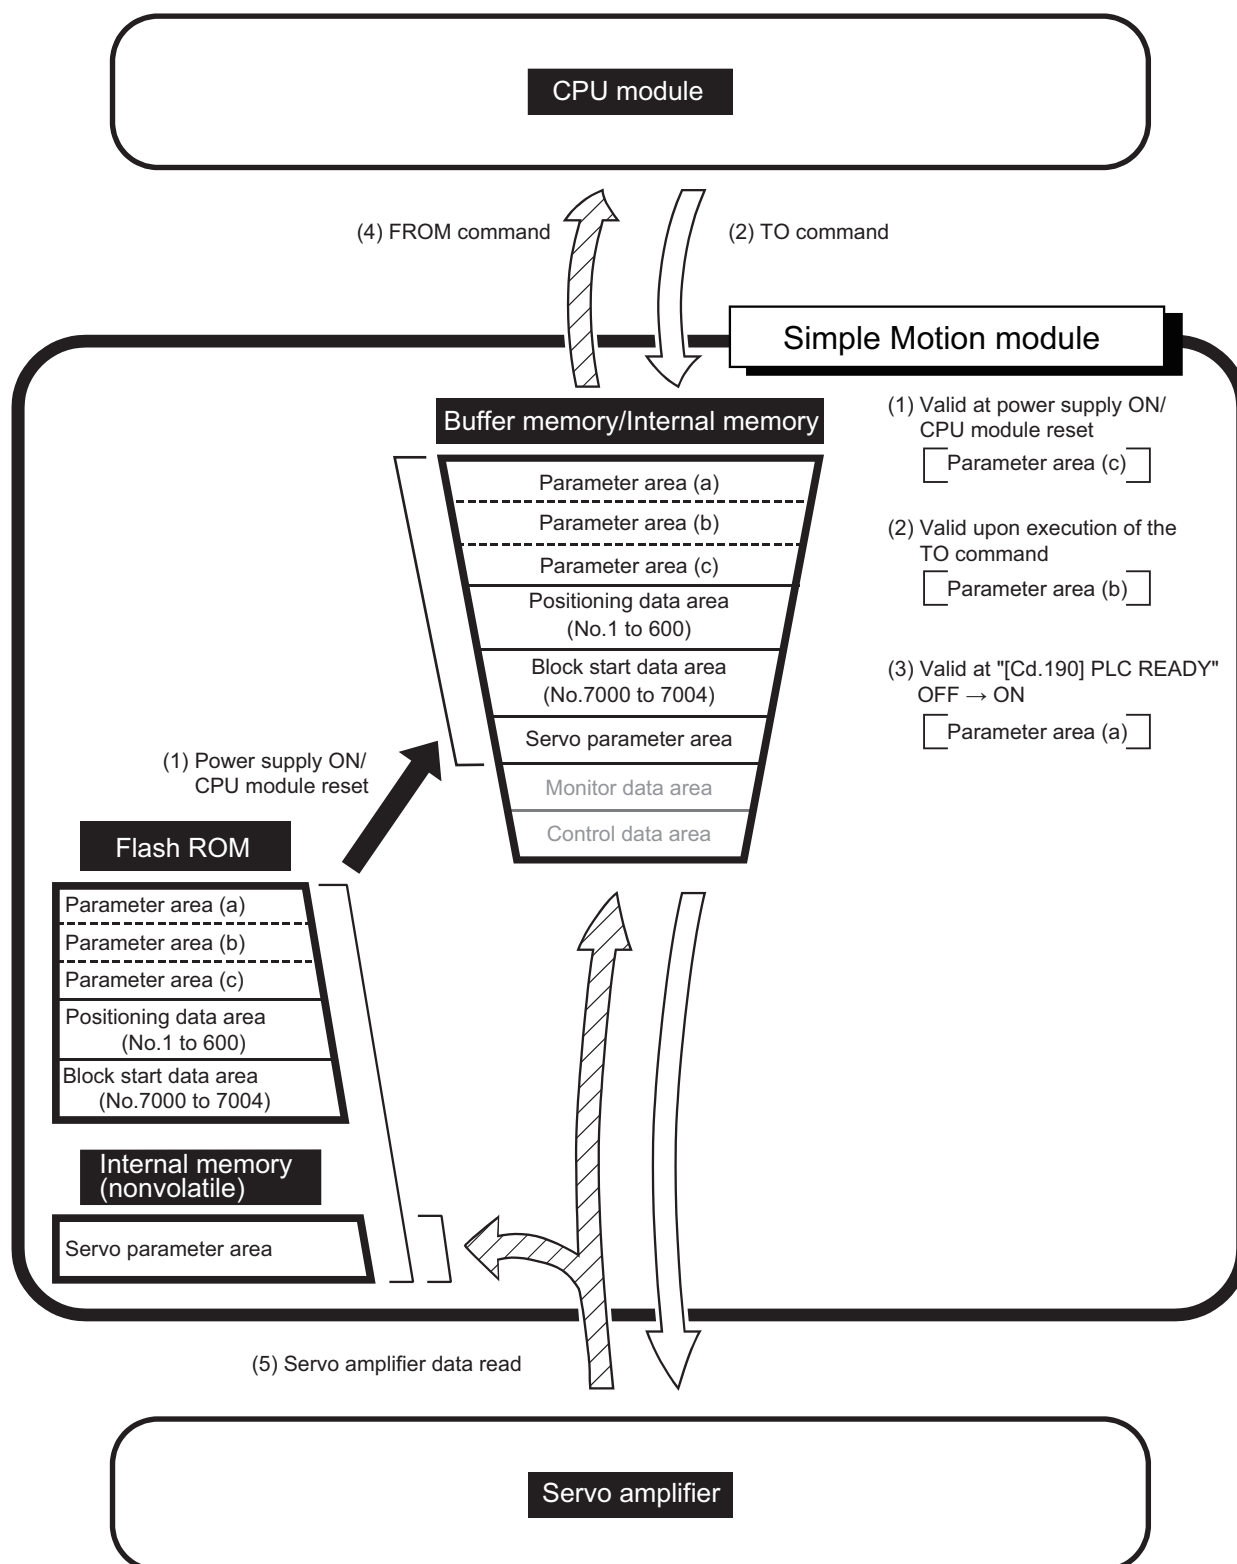 CPU module
(4) FROM command
(2) TO command
Simple Motion module
Buffer memory/Internal memory
Parameter area (a)
Parameter area (b)
Parameter area (c)
Positioning data area
(No.1 to 600)
Block start data area
(No.7000 to 7004)
Servo parameter area
Monitor data area
Control data area
(1) Valid at power supply ON/
CPU module reset
Parameter area (c)
(2) Valid upon execution of the
TO command
Parameter area (b)
(3) Valid at "[Cd.190] PLC READY"
OFF → ON
Parameter area (a)
(1) Power supply ON/
CPU module reset
Flash ROM
Parameter area (a)
Parameter area (b)
Parameter area (c)
Positioning data area
(No.1 to 600)
Block start data area
(No.7000 to 7004)
Internal memory
(nonvolatile)
Servo parameter area
(5) Servo amplifier data read
Servo amplifier